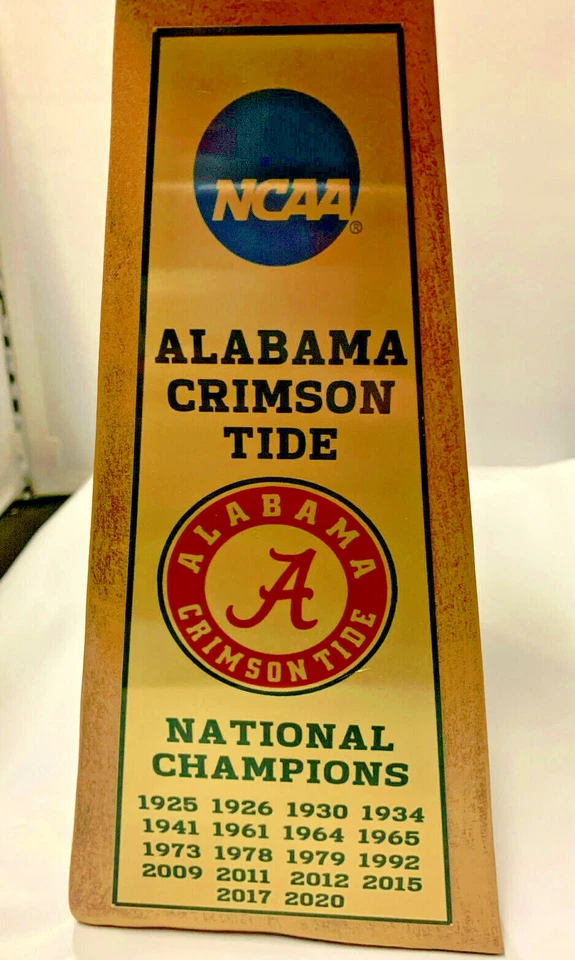 NCAA®
ALABAMA
CRIMSON
TIDE
ALABAMA
A
CRIMSON TIDE
NATIONAL
CHAMPIONS
1925 1926 1930 1934
1941 1961 1964 1965
1973 1978 1979 1992
2009 2011 2012 2015
2017 2020